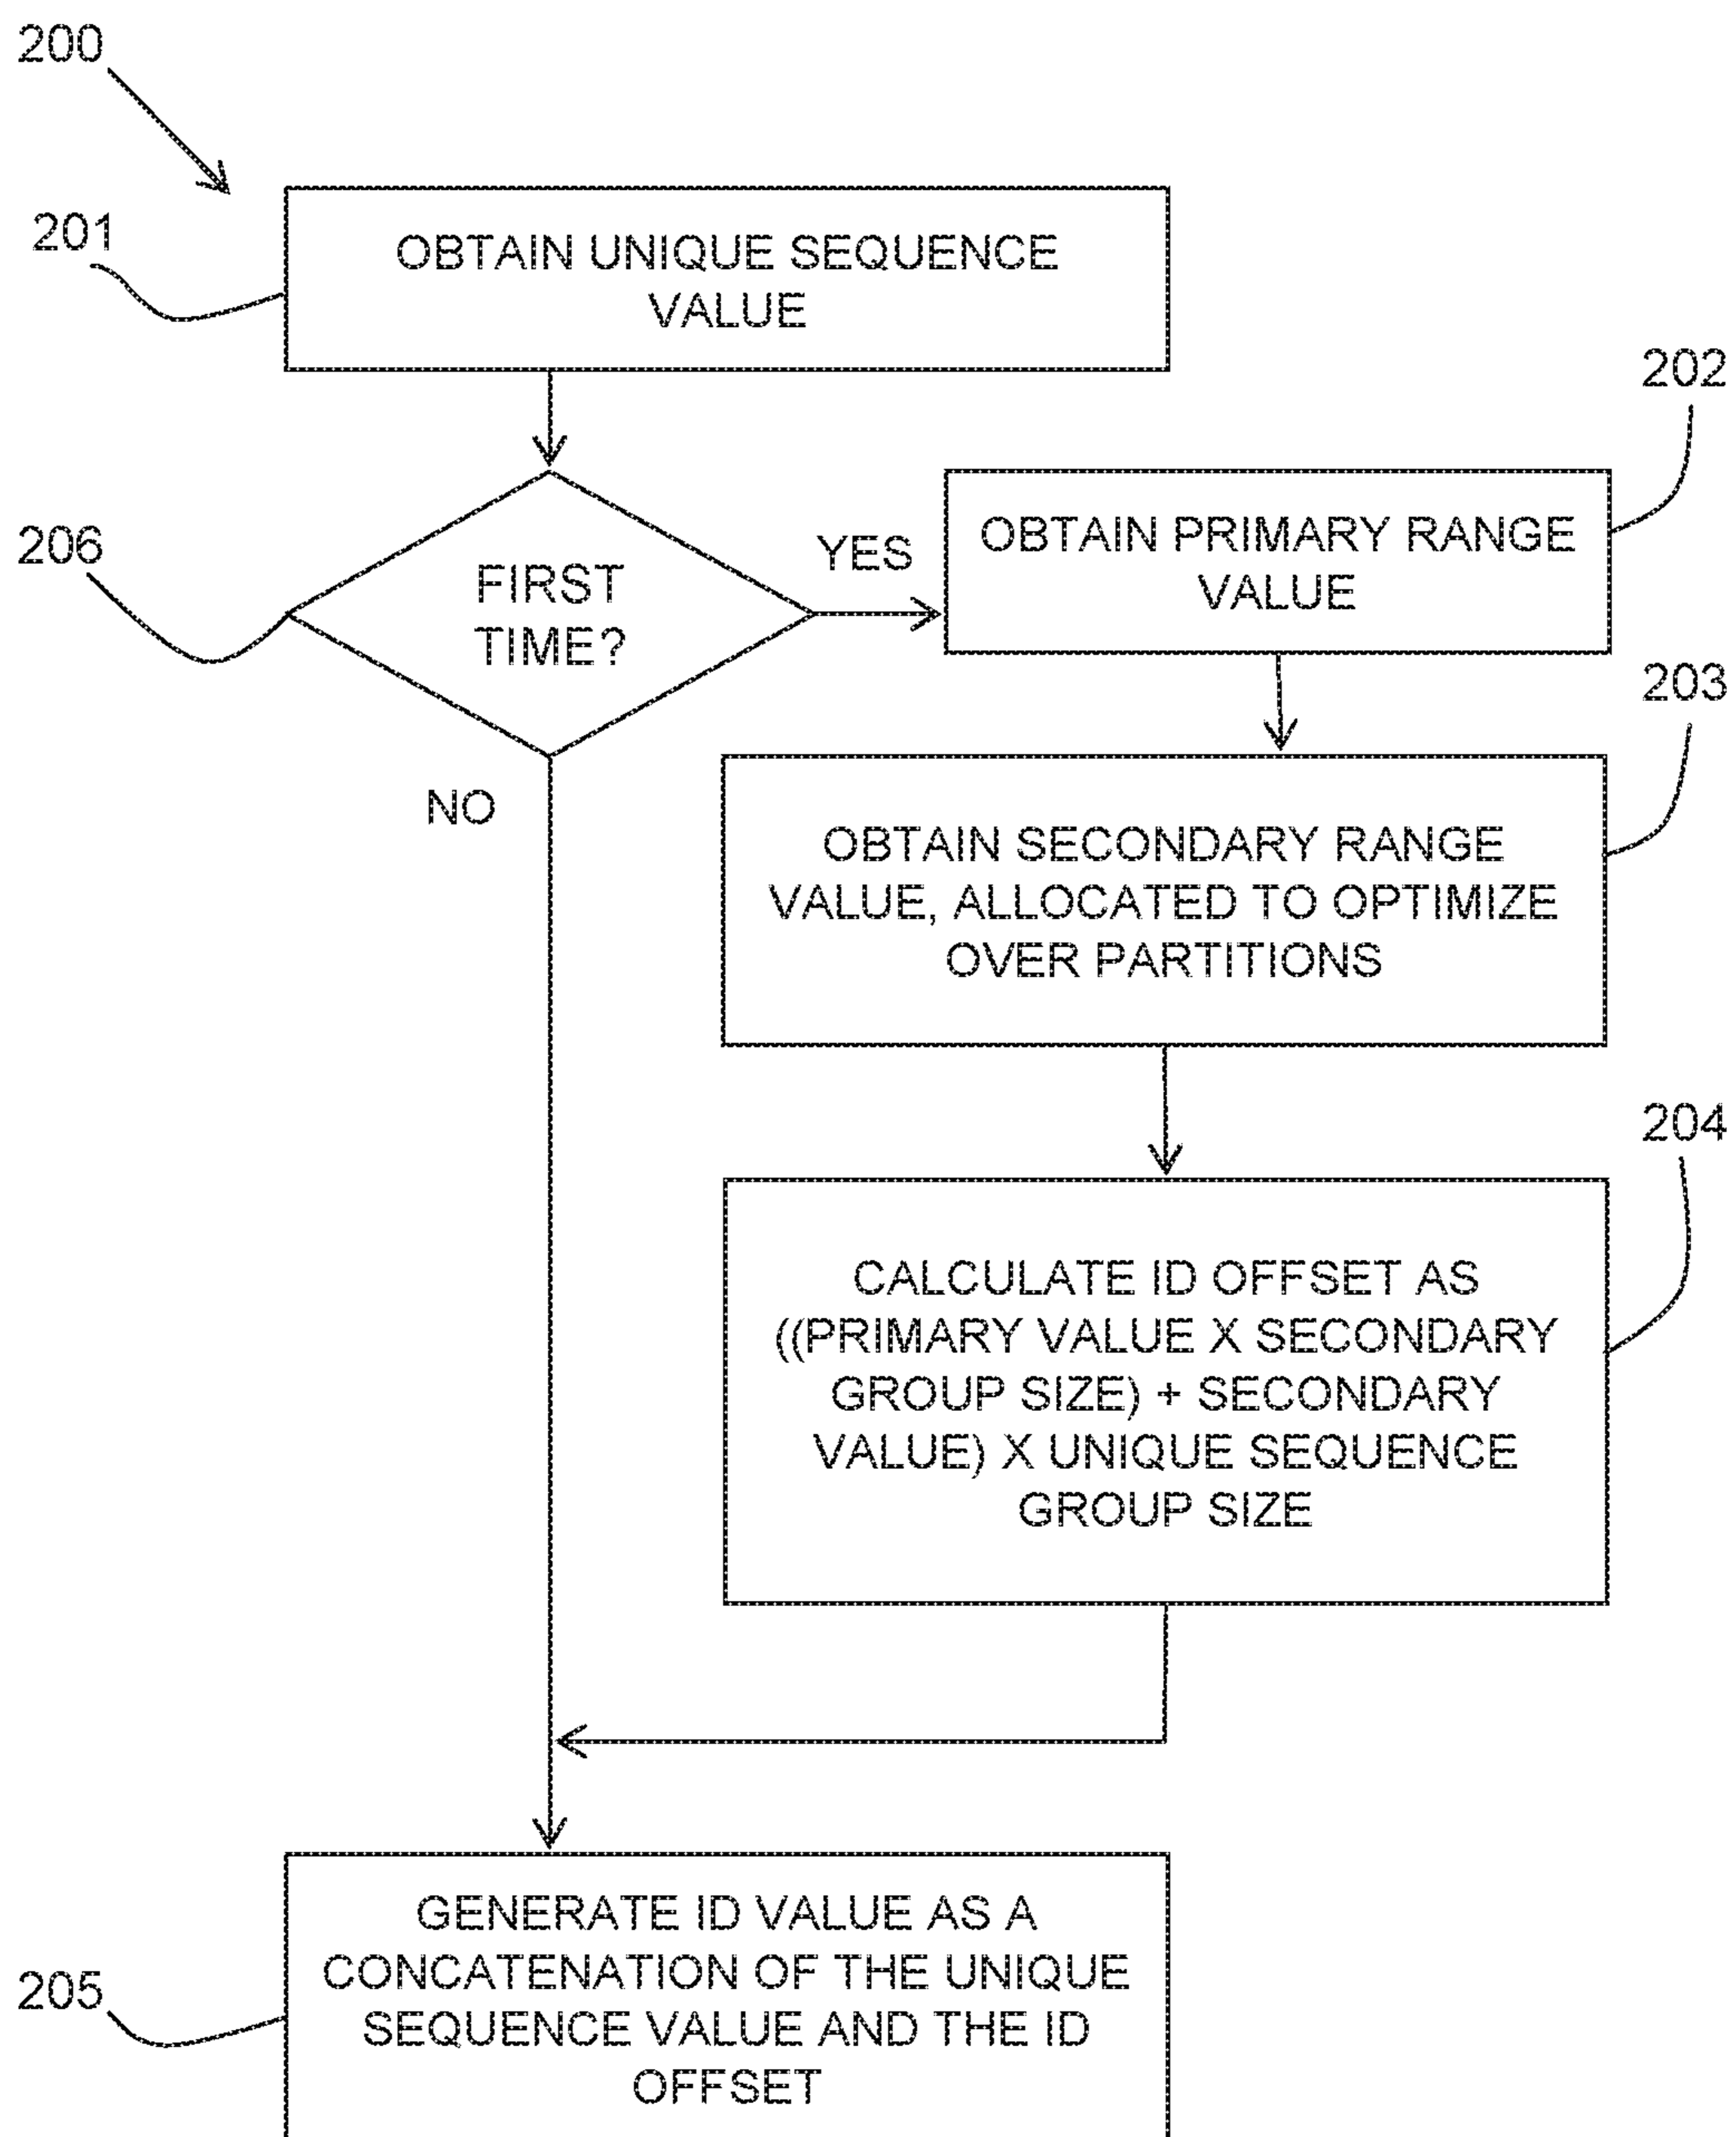 200
201
OBTAIN UNIQUE SEQUENCE
VALUE
202
206
FIRST
TIME?
YES
OBTAIN PRIMARY RANGE
VALUE
203
NO
OBTAIN SECONDARY RANGE
VALUE, ALLOCATED TO OPTIMIZE
OVER PARTITIONS
204
CALCULATE ID OFFSET AS
((PRIMARY VALUE X SECONDARY
GROUP SIZE) + SECONDARY
VALUE) X UNIQUE SEQUENCE
GROUP SIZE
205
GENERATE ID VALUE AS A
CONCATENATION OF THE UNIQUE
SEQUENCE VALUE AND THE ID
OFFSET